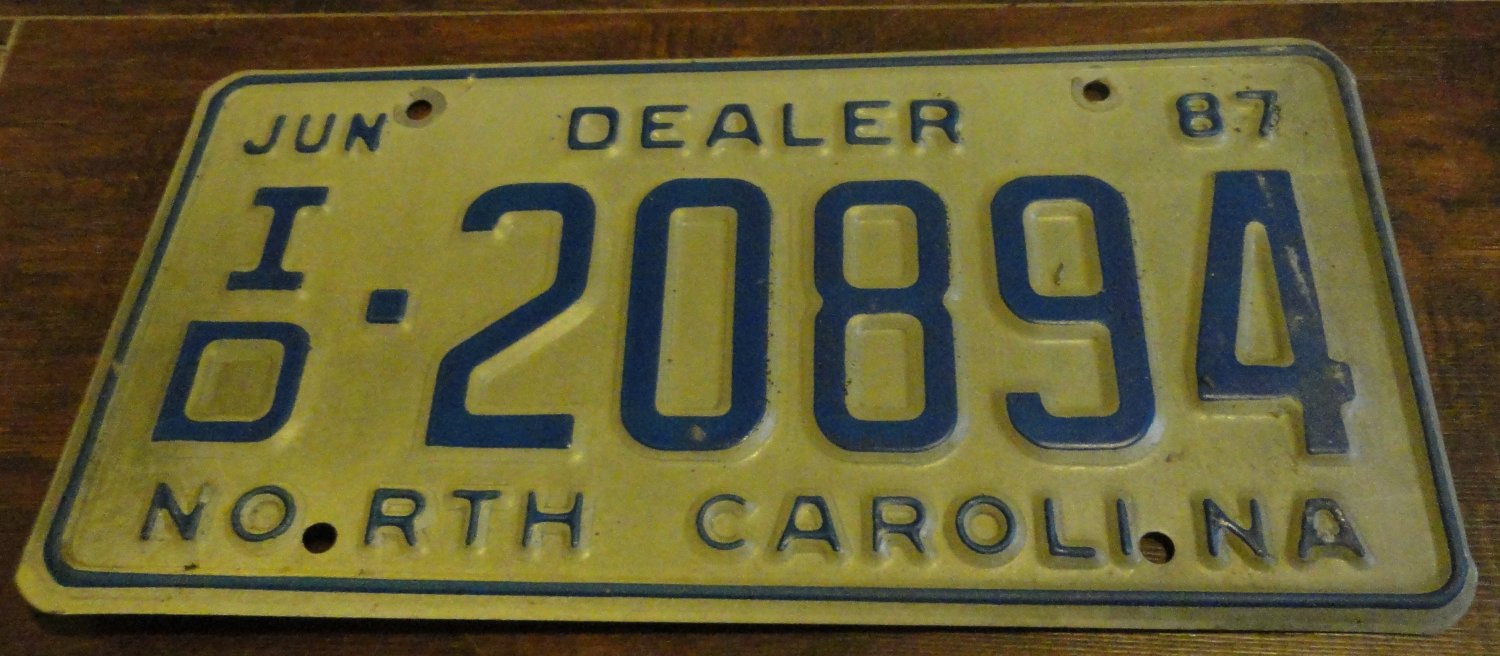 JUN DEALER 87
ID·20894
NORTH CAROLINA